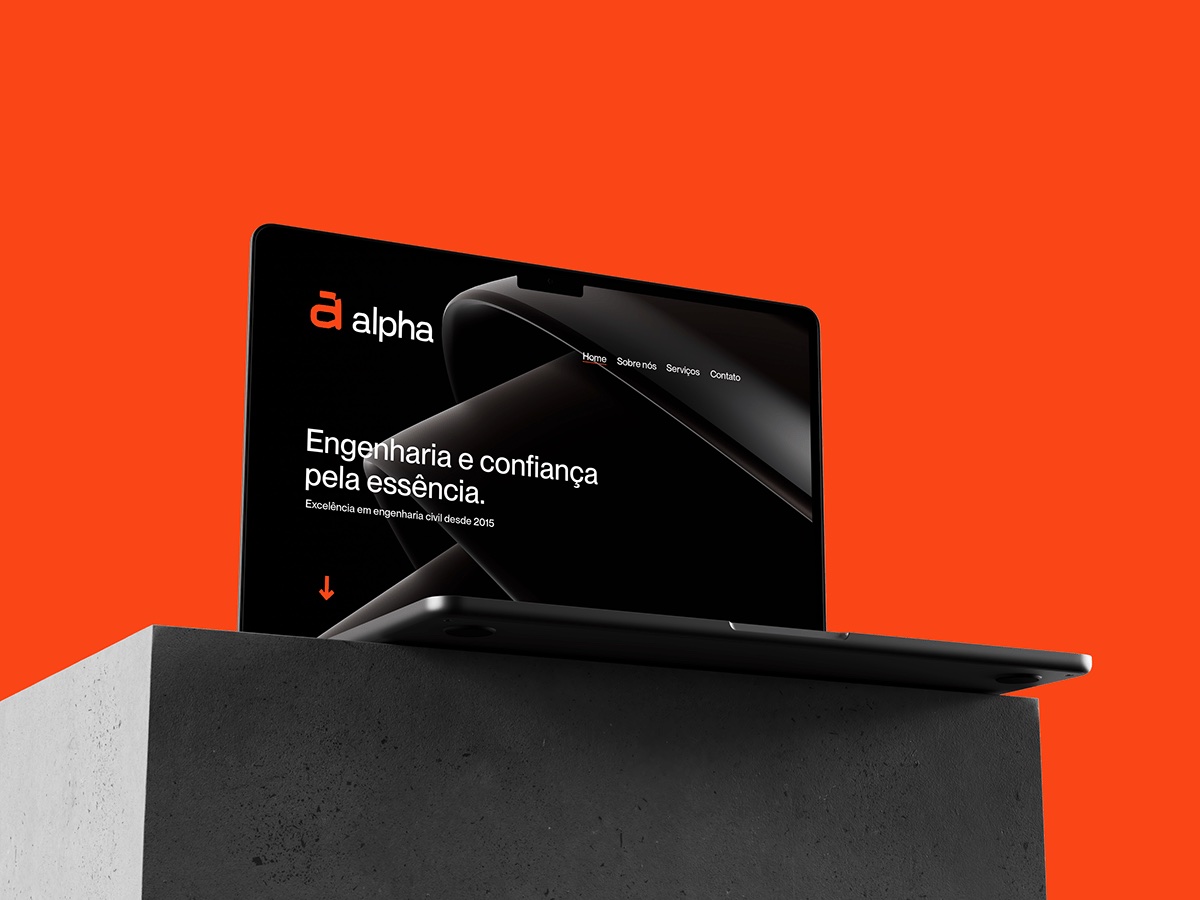 alpha
Home Sobre nós Serviços Contato
Engenharia e confiança
pela essência.
Excelência em engenharia civil desde 2015